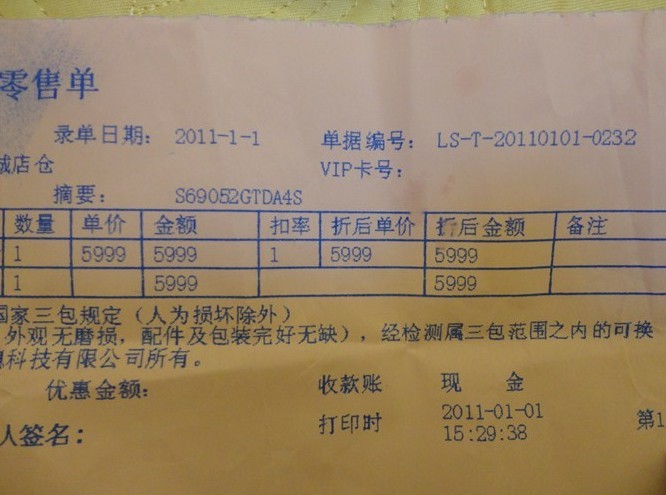 零售单
录单日期: 2011-1-1 单据编号: LS-T-20110101-0232
店仓 VIP卡号:
摘要: S69052GTDA4S
数量 单价 金额 扣率 折后单价 折后金额 备注
1 5999 5999 1 5999 5999
1 5999 5999
国家三包规定(人为损坏除外)
外观无磨损,配件及包装完好无缺),经检测属三包范围之内的可换
科技有限公司所有。
优惠金额: 收款账 现 金
打印时 2011-01-01 第1
人签名: 15:29:38